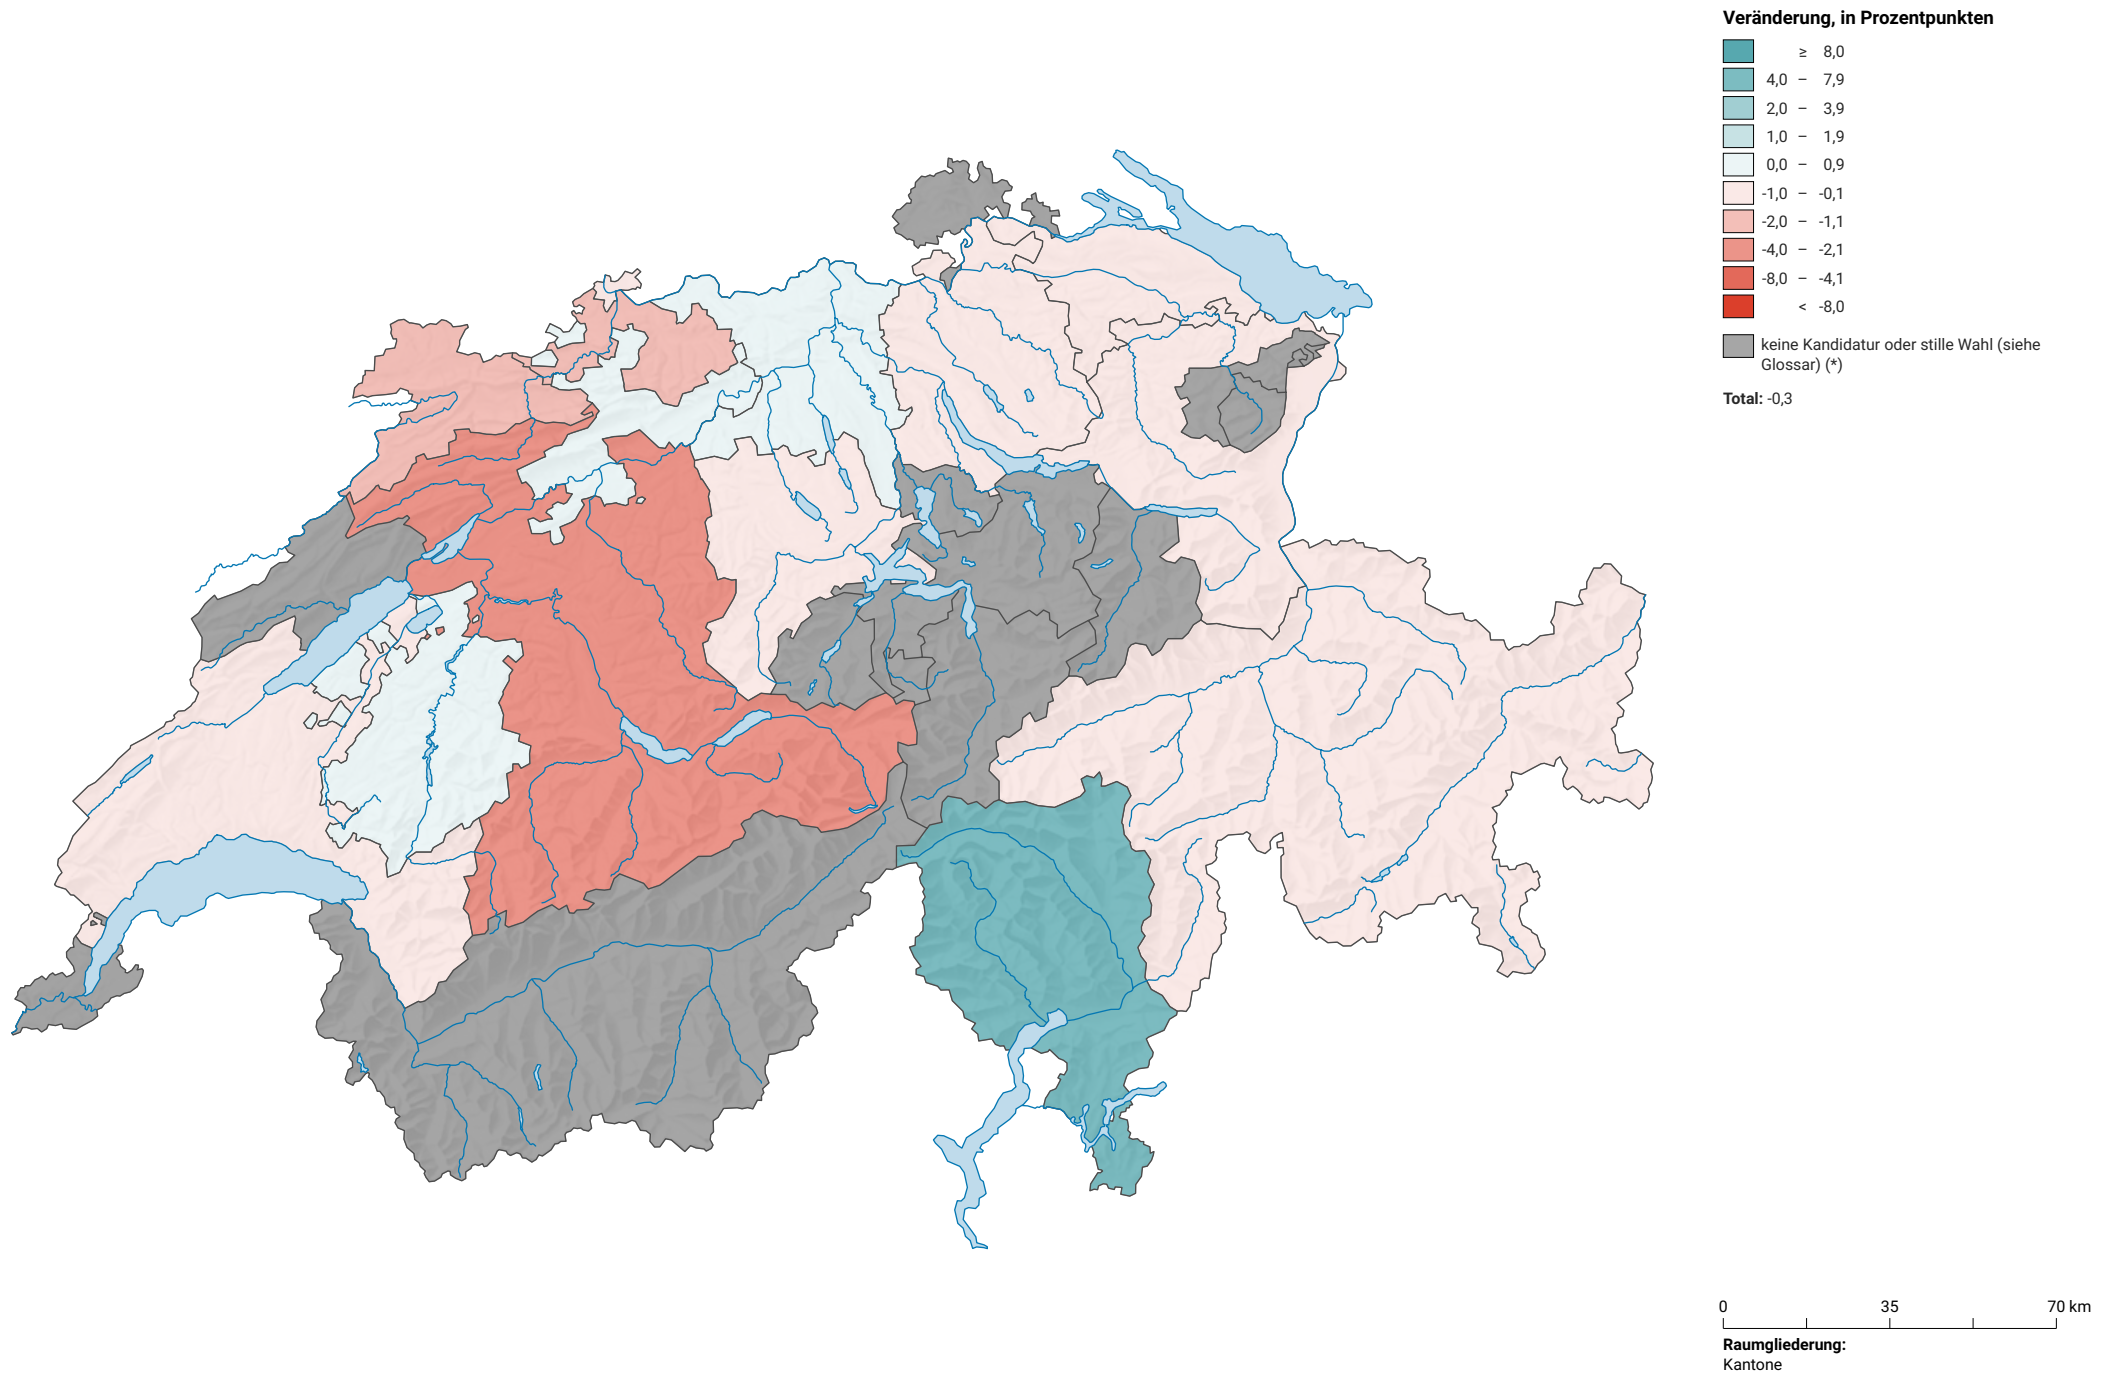 Veränderung, in Prozentpunkten
≥ 8,0
4,0 – 7,9
2,0 – 3,9
1,0 – 1,9
0,0 – 0,9
-1,0 – -0,1
-2,0 – -1,1
-4,0 – -2,1
-8,0 – -4,1
< -8,0
keine Kandidatur oder stille Wahl (siehe
Glossar) (*)
Total: -0,3
0 35 70 km
Raumgliederung:
Kantone